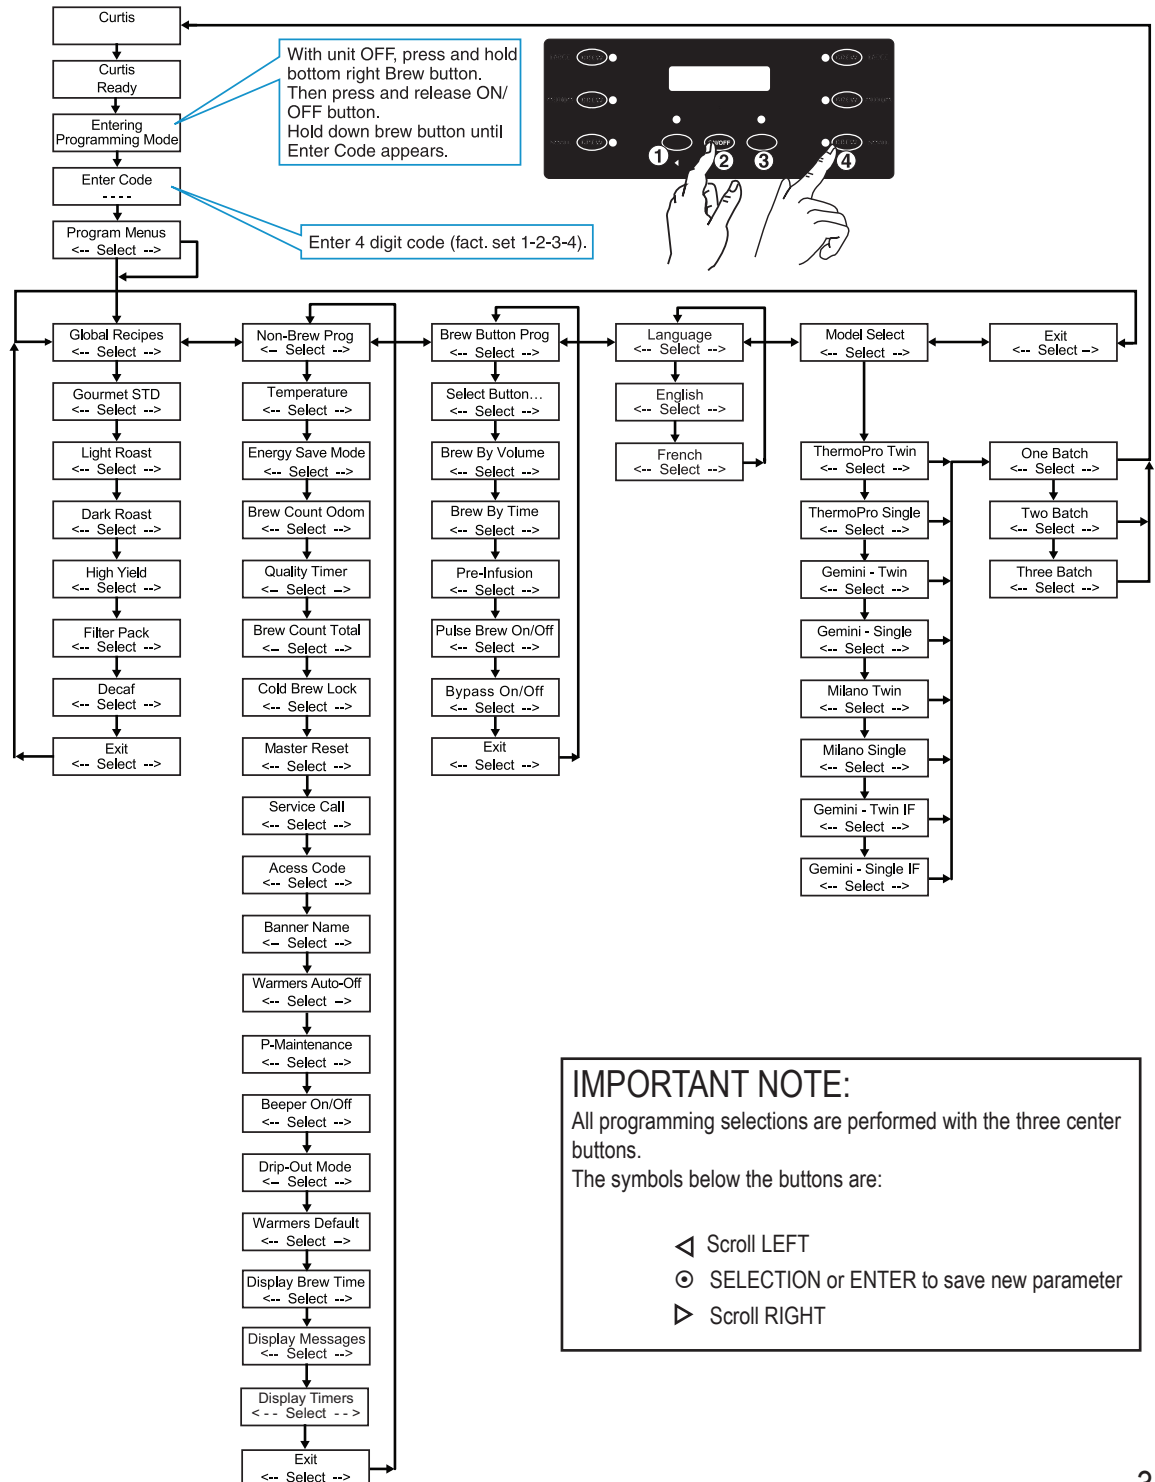 Curtis
Curtis
Ready
Entering
Programming Mode
Enter Code
- - - -
Program Menus
<-- Select -->
With unit OFF, press and hold
bottom right Brew button.
Then press and release ON/
OFF button.
Hold down brew button until
Enter Code appears.
Enter 4 digit code (fact. set 1-2-3-4).
BREW
BREW
BREW
BREW
BREW
BREW
ON/OFF
1
2
3
4
Global Recipes
<-- Select -->
Gourmet STD
<-- Select -->
Light Roast
<-- Select -->
Dark Roast
<-- Select -->
High Yield
<-- Select -->
Filter Pack
<-- Select -->
Decaf
<-- Select -->
Exit
<-- Select -->
Non-Brew Prog
<– Select -->
Temperature
<-- Select -->
Energy Save Mode
<-- Select -->
Brew Count Odom
<-- Select -->
Quality Timer
<– Select –>
Brew Count Total
<– Select -->
Cold Brew Lock
<-- Select -->
Master Reset
<-- Select -->
Service Call
<-- Select -->
Acess Code
<-- Select -->
Banner Name
<– Select -->
Warmers Auto-Off
<-- Select –>
P-Maintenance
<-- Select -->
Beeper On/Off
<-- Select -->
Drip-Out Mode
<– Select -->
Warmers Default
<-- Select –>
Display Brew Time
<-- Select -->
Display Messages
<-- Select -->
Display Timers
< - - Select - - >
Exit
<-- Select -->
Brew Button Prog
<-- Select -->
Select Button...
<-- Select -->
Brew By Volume
<-- Select -->
Brew By Time
<-- Select -->
Pre-Infusion
<-- Select -->
Pulse Brew On/Off
<-- Select -->
Bypass On/Off
<-- Select -->
Exit
<-- Select -->
Language
<-- Select -->
English
<-- Select -->
French
<-- Select -->
Model Select
<-- Select -->
ThermoPro Twin
<-- Select -->
ThermoPro Single
<-- Select -->
Gemini - Twin
<-- Select -->
Gemini - Single
<-- Select -->
Milano Twin
<-- Select -->
Milano Single
<-- Select -->
Gemini - Twin IF
<-- Select -->
Gemini - Single IF
<-- Select -->
Exit
<-- Select –>
One Batch
<-- Select -->
Two Batch
<-- Select -->
Three Batch
<-- Select -->
IMPORTANT NOTE:
All programming selections are performed with the three center
buttons.
The symbols below the buttons are:
Scroll LEFT
SELECTION or ENTER to save new parameter
Scroll RIGHT